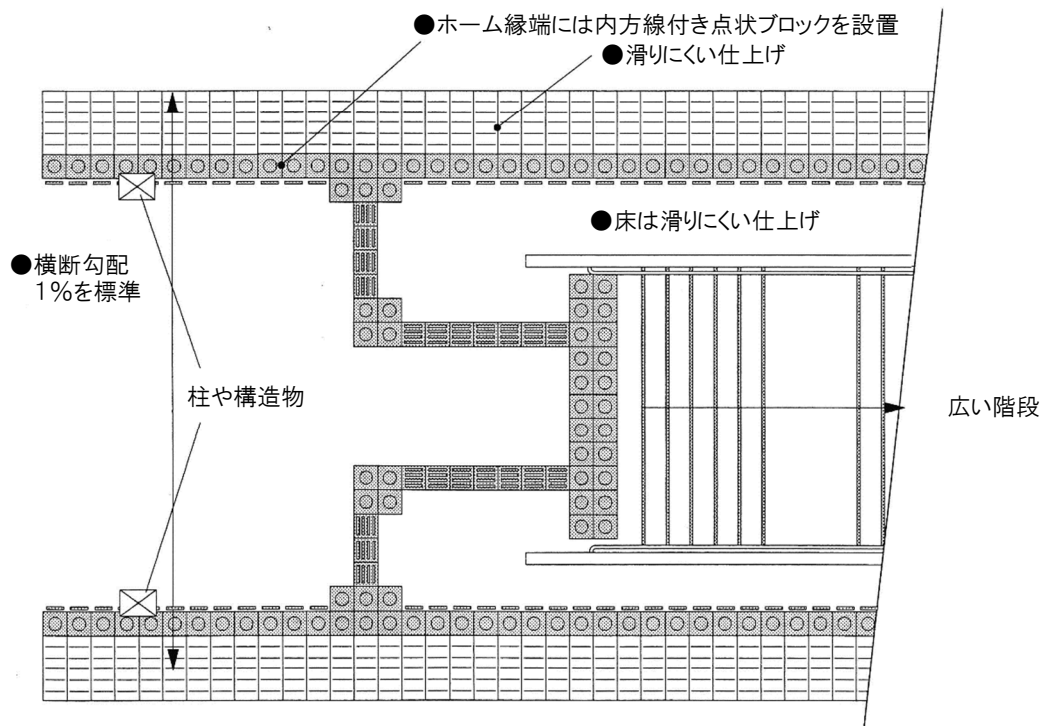 ●ホーム縁端には内方線付き点状ブロックを設置
●滑りにくい仕上げ
●床は滑りにくい仕上げ
●横断勾配
1%を標準
柱や構造物
広い階段